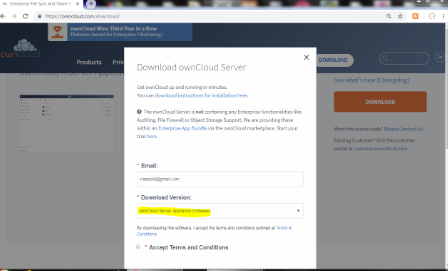 Enterprise File Sync and Share S
https://owncloud.com/download/
ownCloud Wins Third Year in a Row
Platinum Award for Enterprise Filesharing !
ownCloud
Products
DOWNLOAD
Download ownCloud Server
Get ownCloud up and running in minutes.
You can download instructions for installation here.
The ownCloud Server is not containing any Enterprise functionalities like
Auditing, File Firewall or Object Storage Support. We are providing these
within an Enterprise App Bundle via the ownCloud marketplace. Start your
trial here.
* Email:
* Download Version:
ownCloud Server Appliance (VMware)
By downloading this software, I accept the terms and conditions outlined at Terms &
Conditions
* Accept Terms and Conditions
See what's new (Changelog)
DOWNLOAD
Want the source code? Please Contact Us.
Existing Customer? Visit the customer
portal at customer.owncloud.com